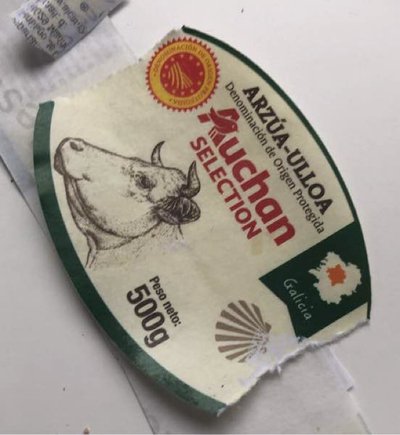 DENOMINACIÓN DE ORIGEN PROTEGIDA
ARZÚA-ULLOA
Denominación de Origen Protegida
Auchan
SELECTION
Galicia
Peso neto:
500g